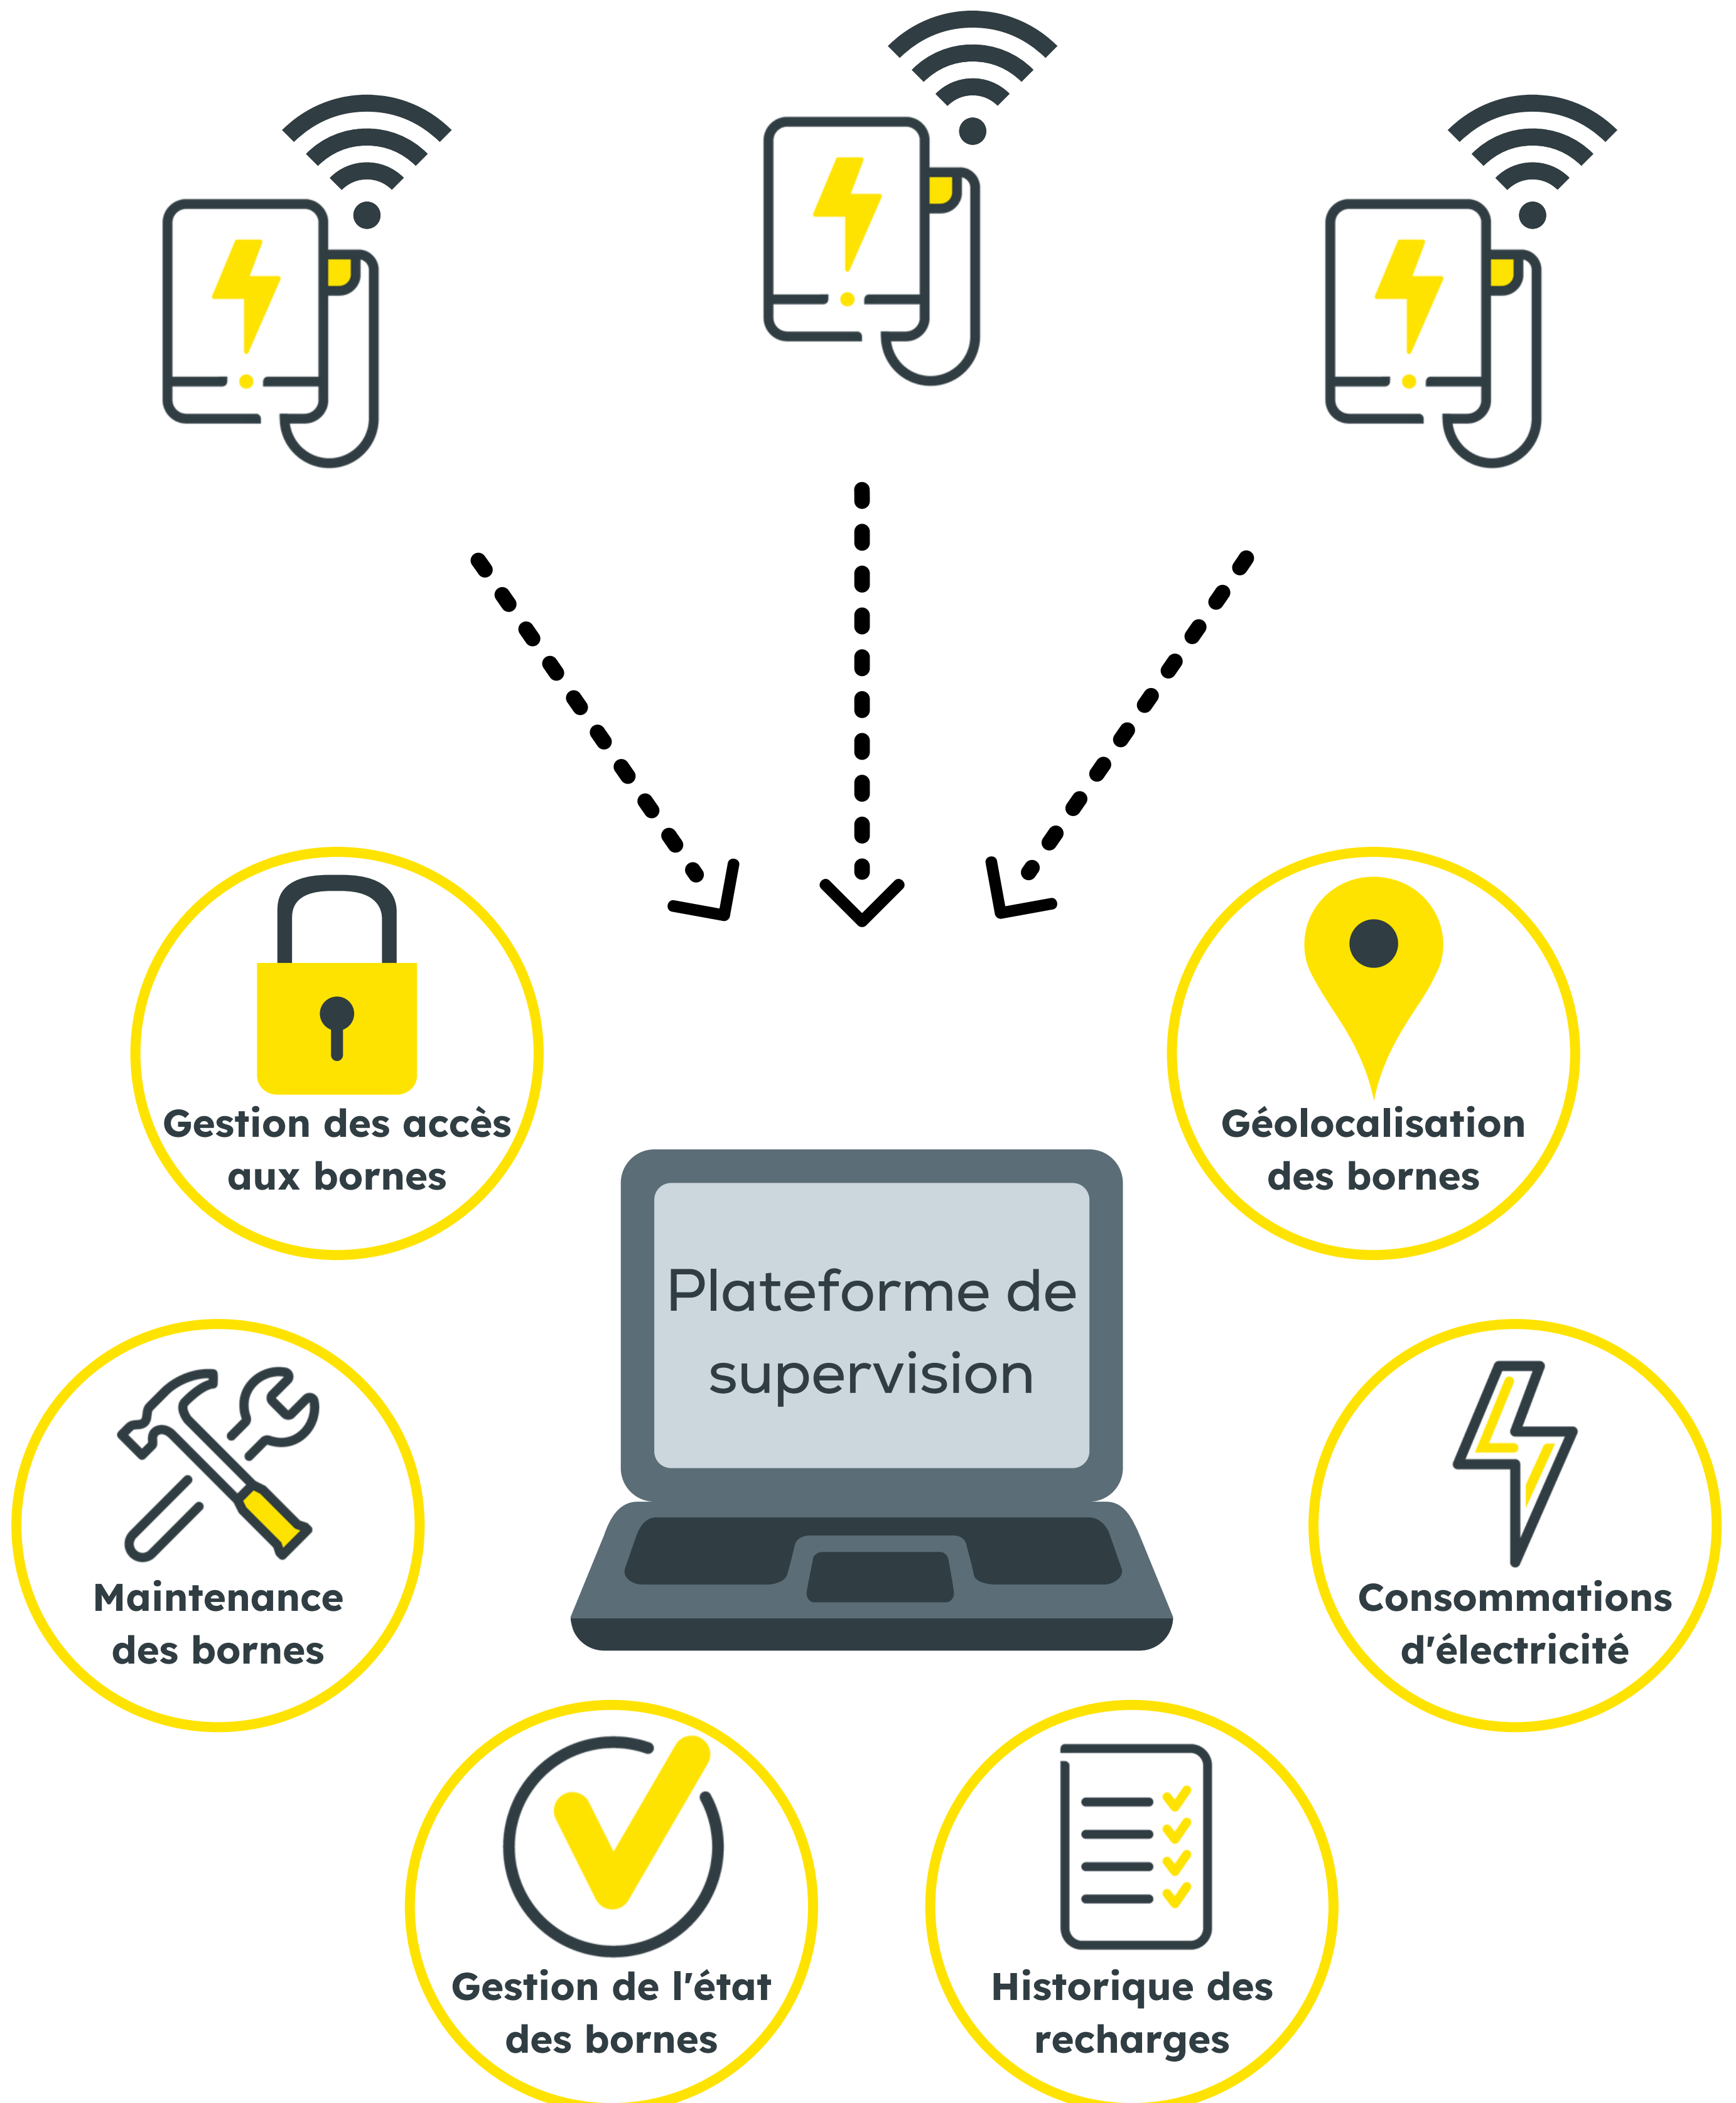 Gestion des accès
aux bornes
Géolocalisation
des bornes
Plateforme de
supervision
Maintenance
des bornes
Consommations
d'électricité
Gestion de l'état
des bornes
Historique des
recharges